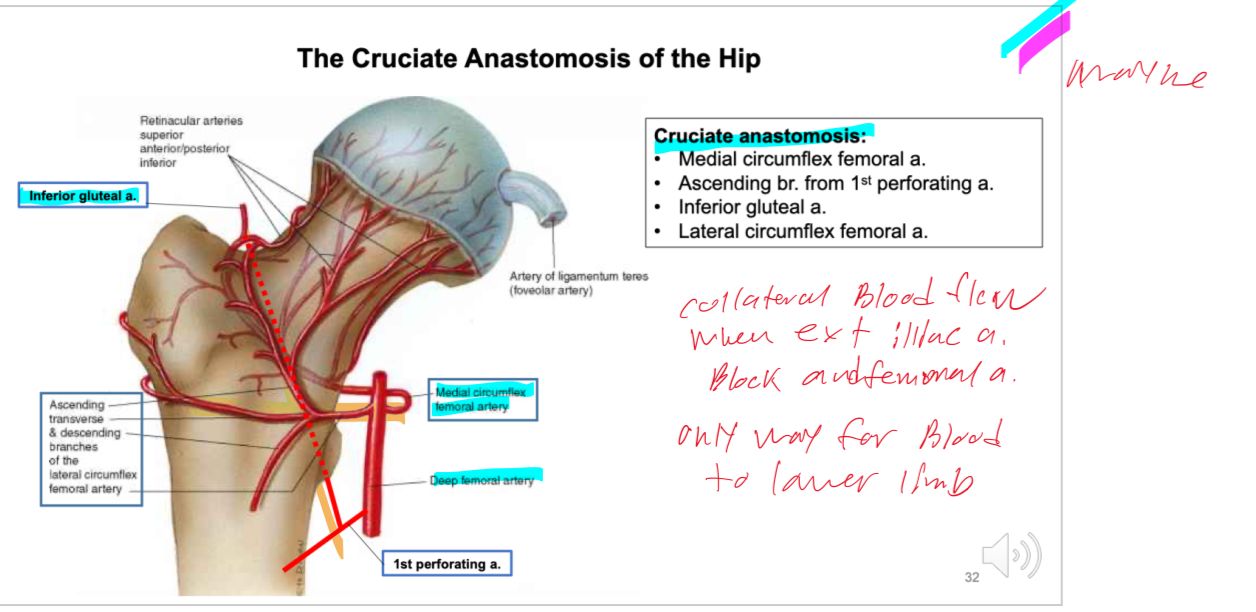 The Cruciate Anastomosis of the Hip
Retinacular arteries
superior
anterior/posterior
inferior
Inferior gluteal a.
Artery of ligamentum teres
(foveolar artery)
Ascending
transverse
& descending
branches
of the
lateral circumflex
femoral artery
Medial circumflex
femoral artery
Deep femoral artery
1st perforating a.
Cruciate anastomosis:
• Medial circumflex femoral a.
• Ascending br. from 1st perforating a.
• Inferior gluteal a.
• Lateral circumflex femoral a.
collateral Blood flow
when ext illiac a.
Block and femoral a.
only way for Blood
to lower limb
32